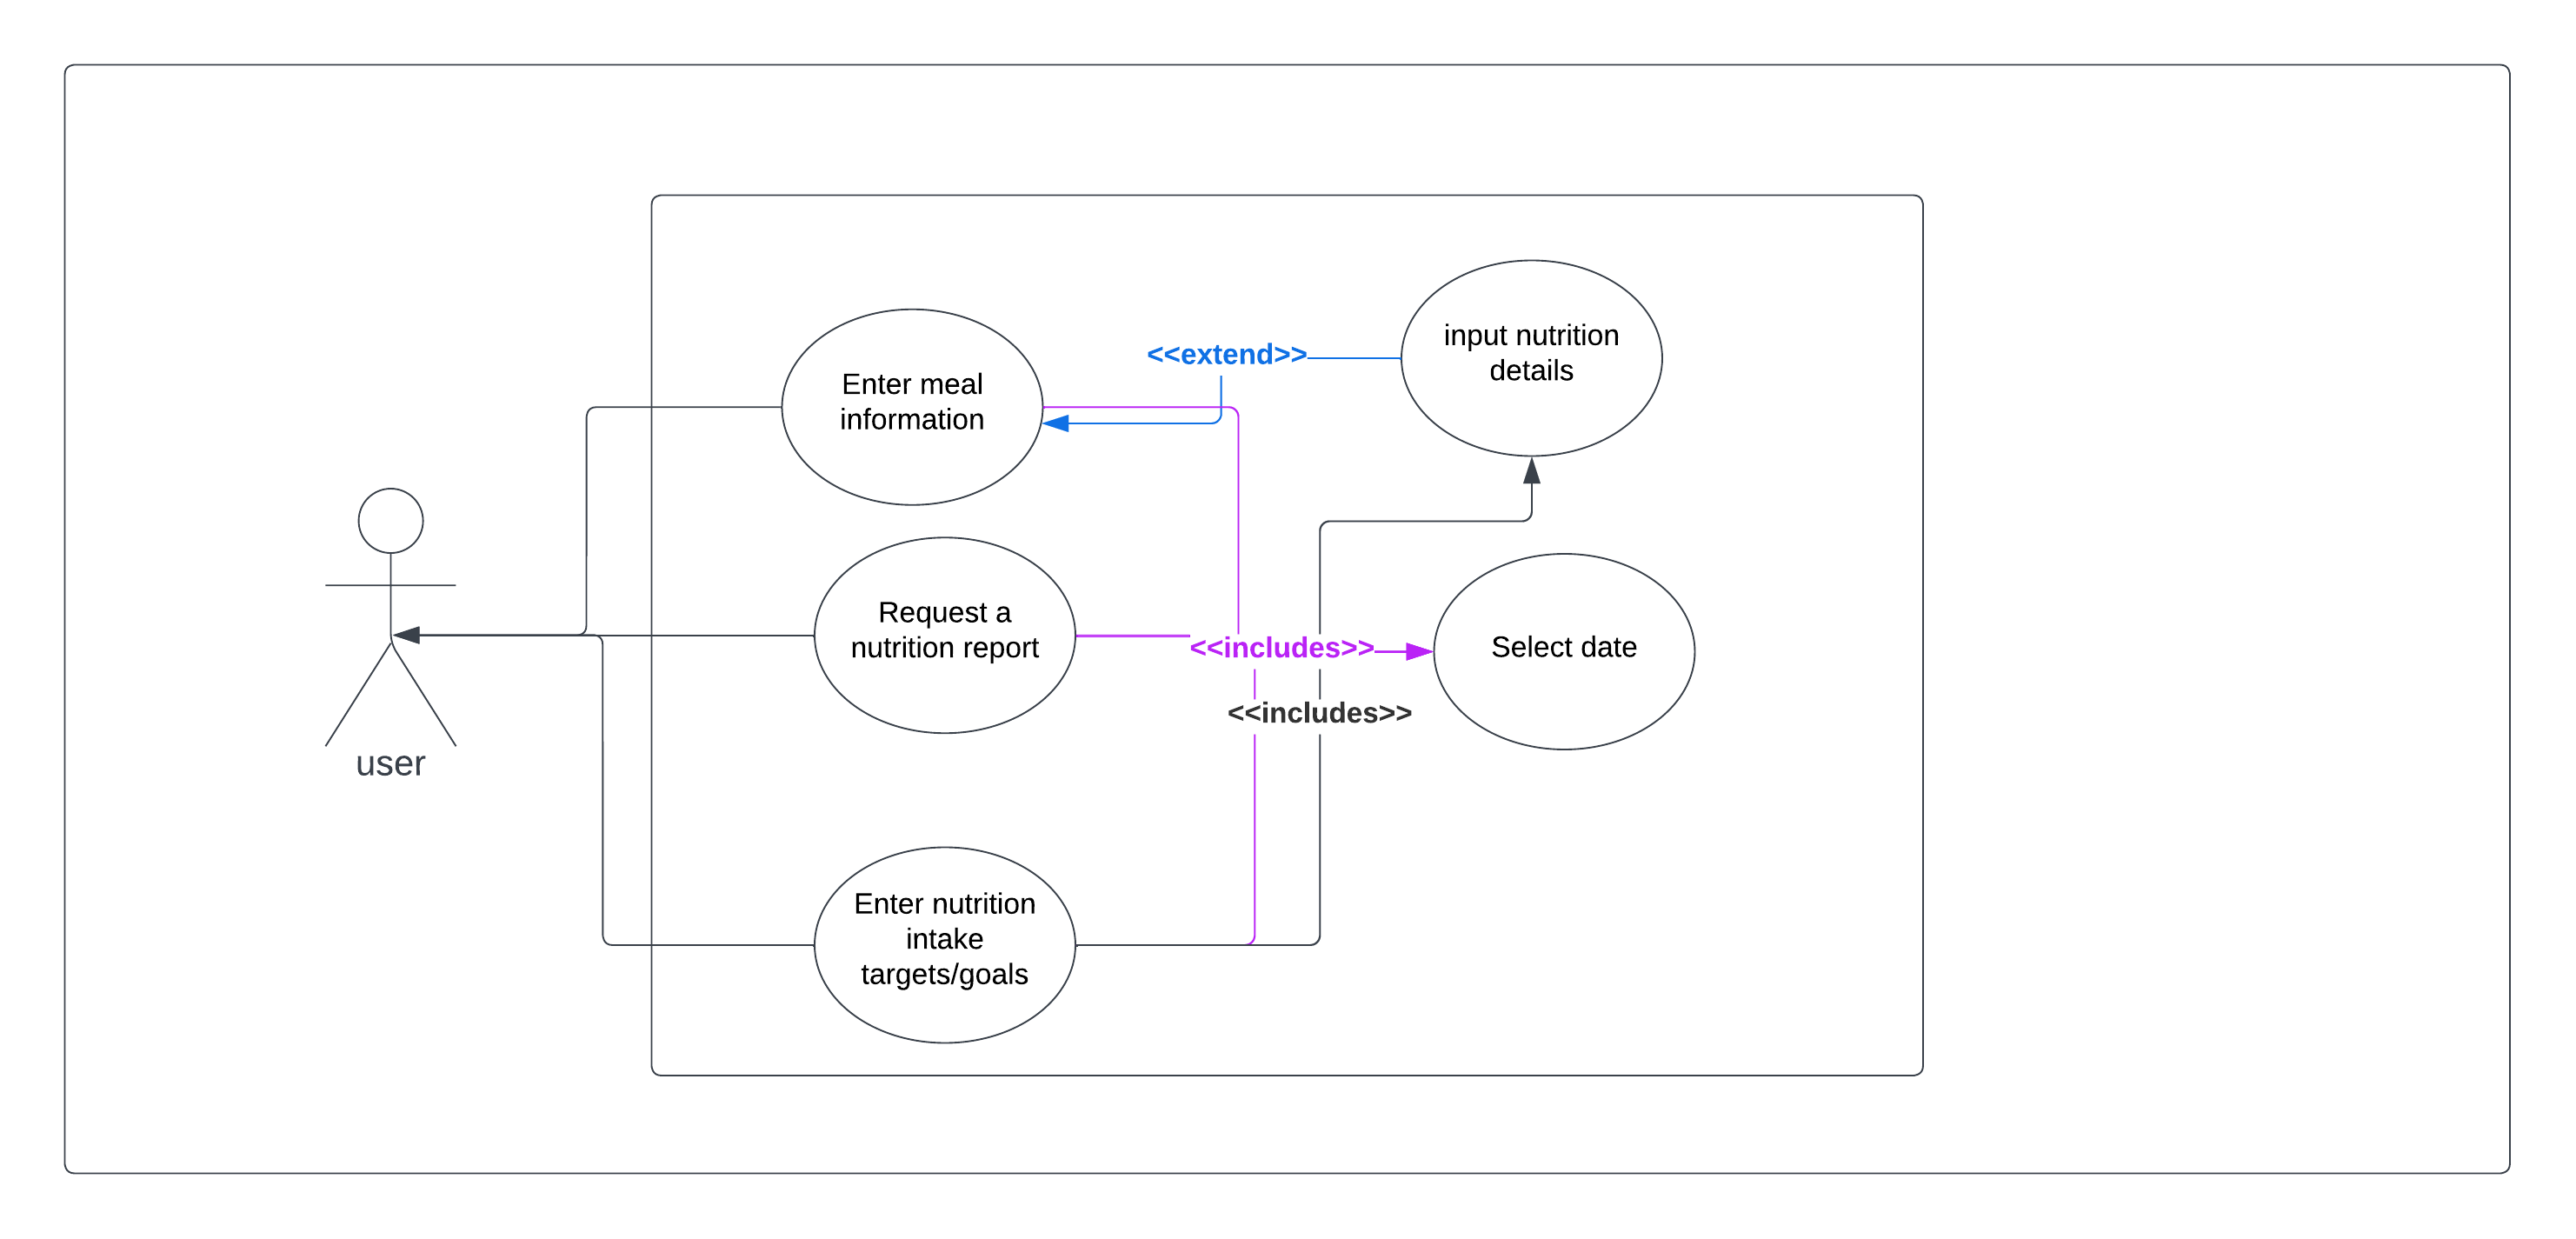 input nutrition
details
<<extend>>
Enter meal
information
Request a
nutrition report
<<includes>>
Select date
<<includes>>
user
Enter nutrition
intake
targets/goals